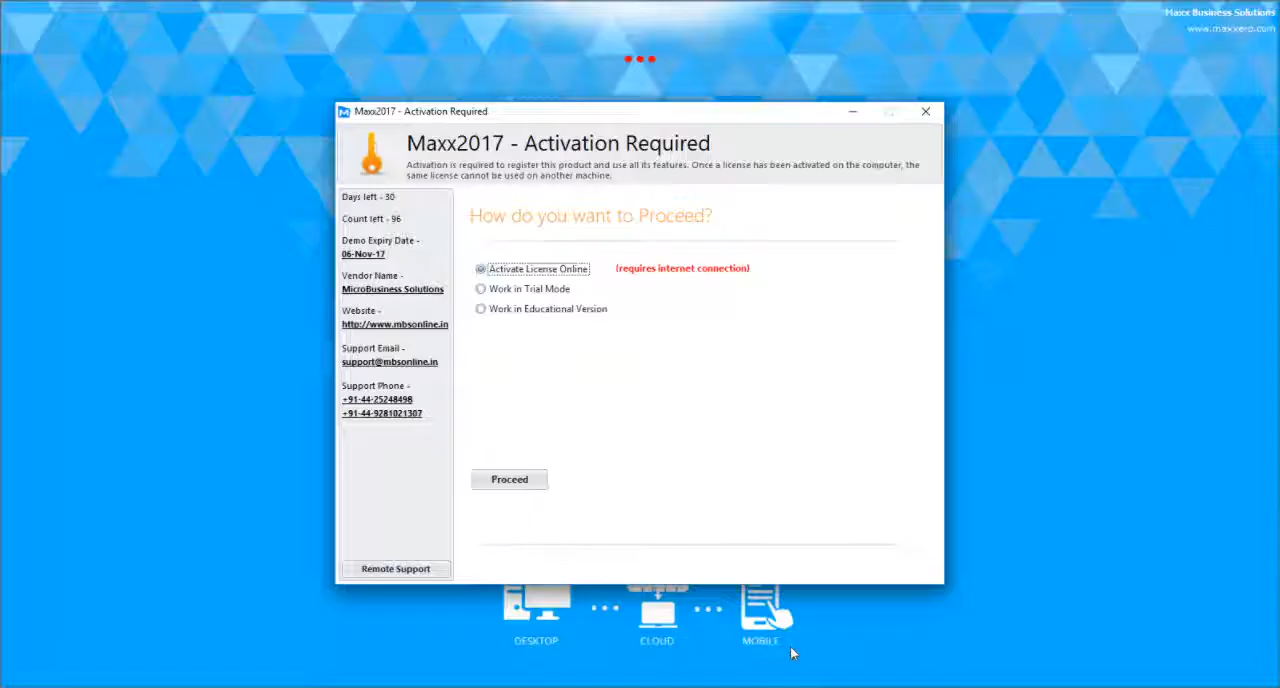 Maxx Business Solutions
www.maxxerp.com
Maxx2017 - Activation Required
Maxx2017 - Activation Required
Activation is required to register this product and use all its features. Once a license has been activated on the computer, the
same license cannot be used on another machine.
Days left - 30
Count left - 96
Demo Expiry Date -
06-Nov-17
Vendor Name -
MicroBusiness Solutions
Website -
http://www.mbsonline.in
Support Email -
support@mbsonline.in
Support Phone -
+91-44-25248498
+91-44-9281021307
Remote Support
How do you want to Proceed?
Activate License Online (requires internet connection)
Work in Trial Mode
Work in Educational Version
Proceed
DESKTOP CLOUD MOBILE